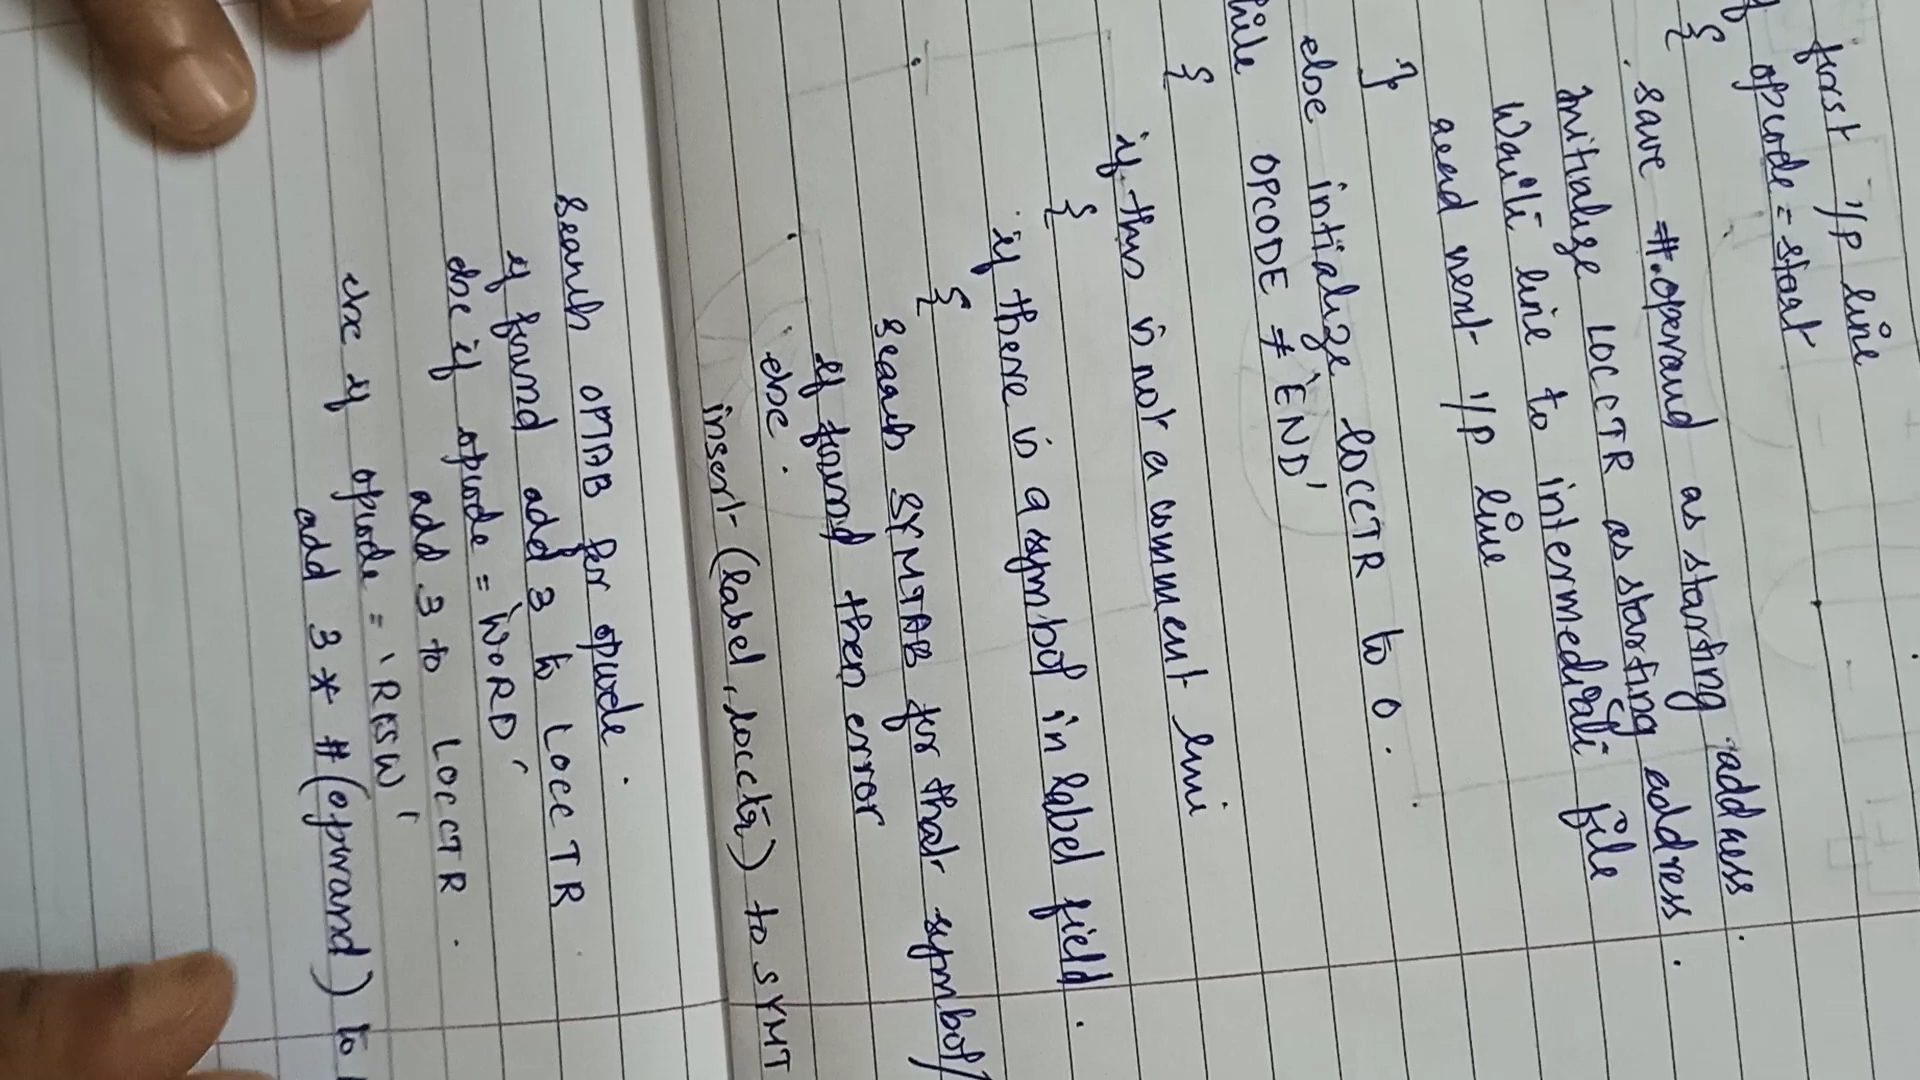 first I/P line
opcode = start
{
save #operand as starting address.
initialize LOCCTR as starting address.
Write line to intermediate file
read next I/P line
}
else intialize LOCCTR to 0.
OPCODE ≠ 'END'
{
if this is not a comment line
{
if there is a symbol in label field.
{
search SYMTAB for that symbol
if found then error
else.
insert (label, locctr) to SYMT
search OPTAB for opcode.
if found add 3 to LOCCTR
else if opcode = 'WORD'
add 3 to LOCCTR.
else if opcode = 'RESW'
add 3 * #(operand) to